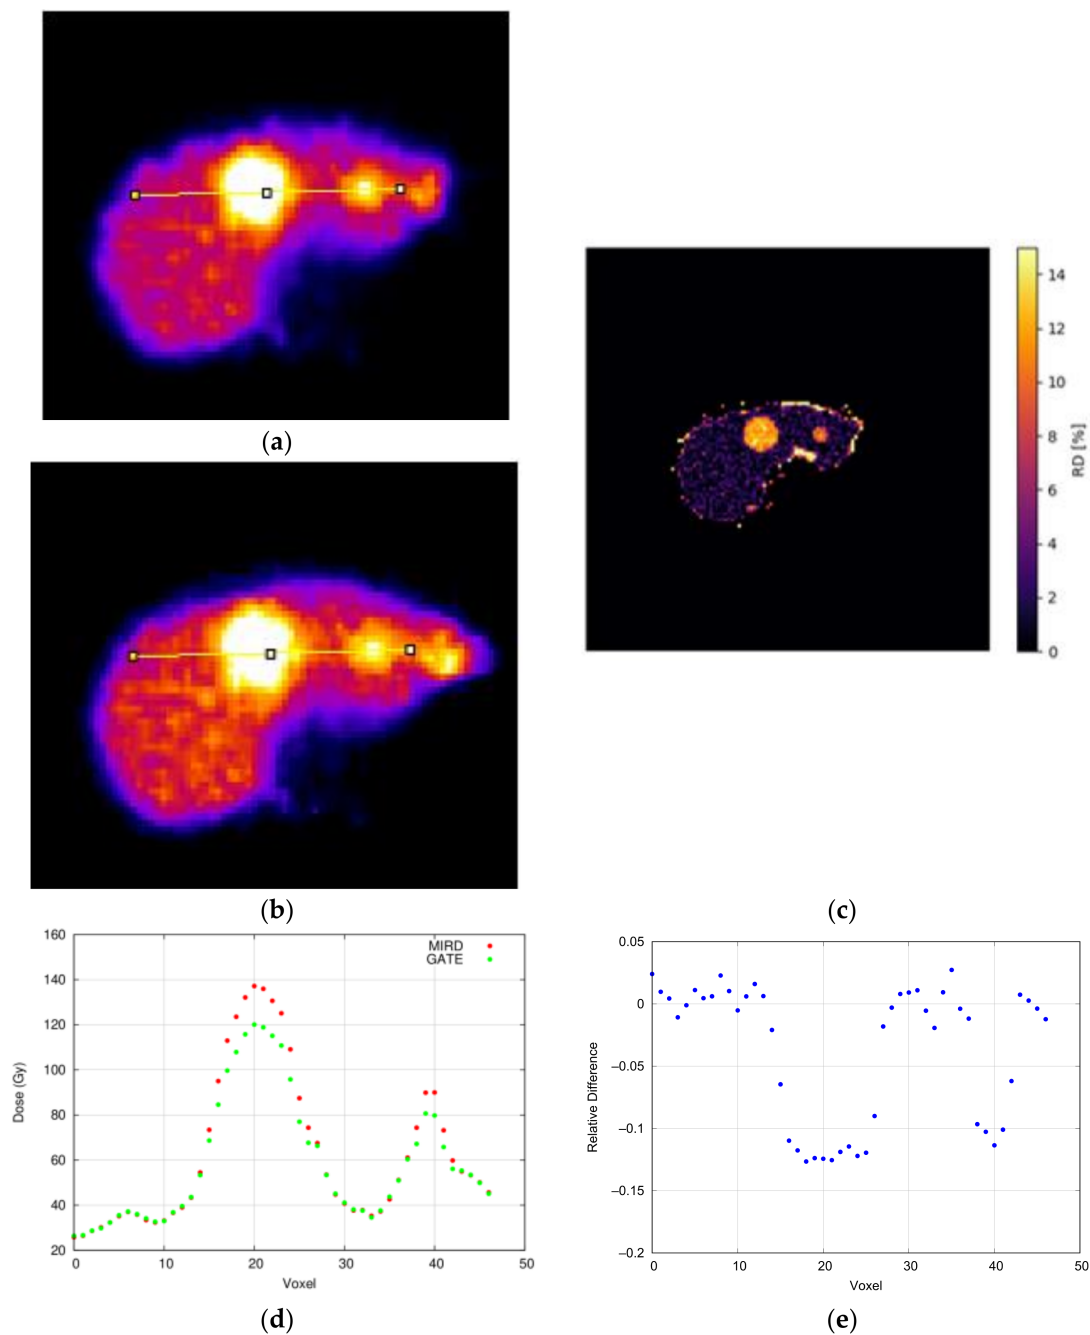 (a)
14
12
10
8
6
4
2
0
RD [%]
(b)
(c)
160
140
120
100
80
60
40
20
Dose (Gy)
MIRD
GATE
0
10
20
30
40
50
Voxel
(d)
0.05
0
–0.05
–0.1
–0.15
–0.2
Relative Difference
0
10
20
30
40
50
Voxel
(e)